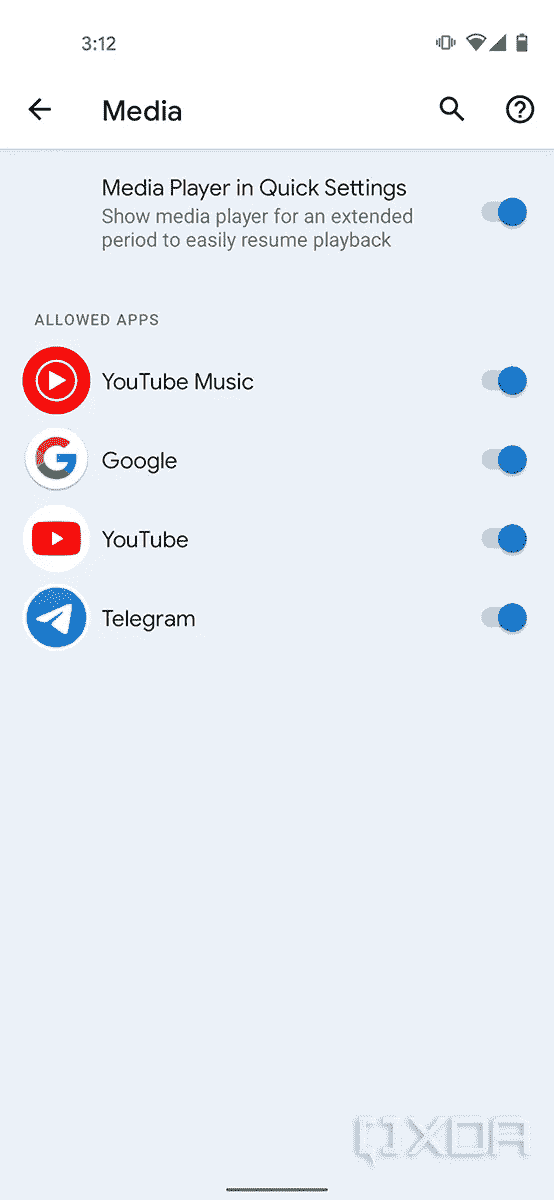 3:12
Media
Media Player in Quick Settings
Show media player for an extended
period to easily resume playback
ALLOWED APPS
YouTube Music
Google
YouTube
Telegram
XDA